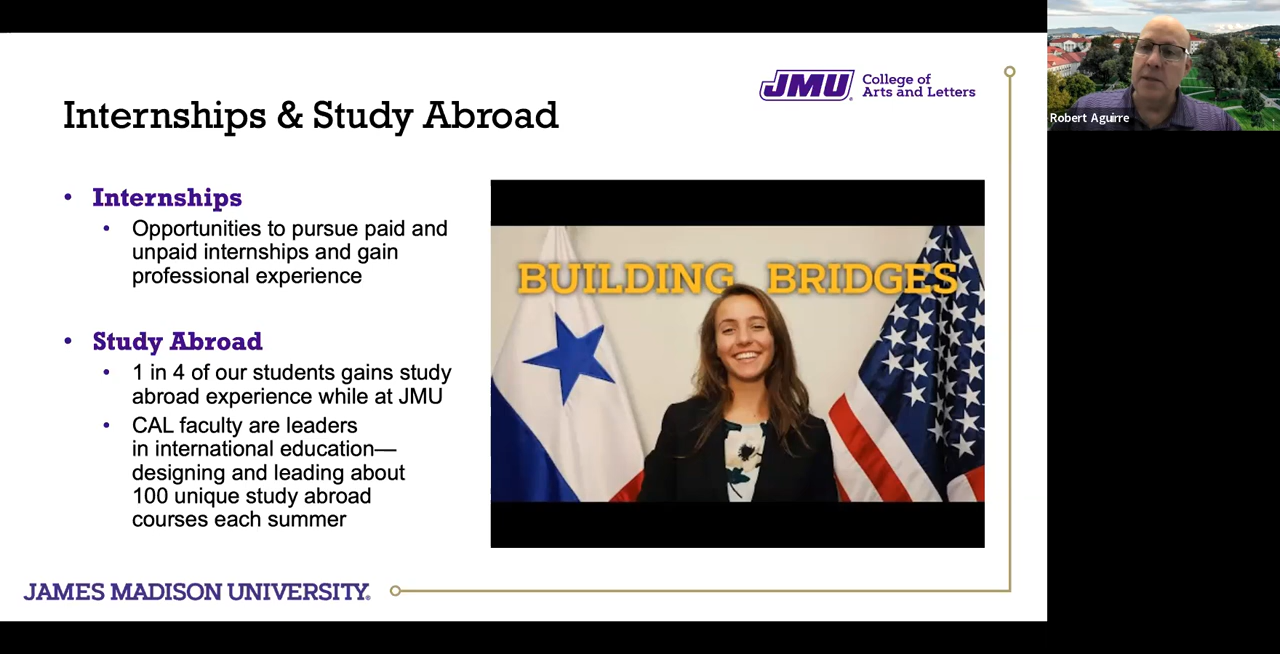 JMU
College of
Arts and Letters
Internships & Study Abroad
• Internships
• Opportunities to pursue paid and
unpaid internships and gain
professional experience
• Study Abroad
• 1 in 4 of our students gains study
abroad experience while at JMU
• CAL faculty are leaders
in international education—
designing and leading about
100 unique study abroad
courses each summer
BUILDING BRIDGES
JAMES MADISON UNIVERSITY®
Robert Aguirre